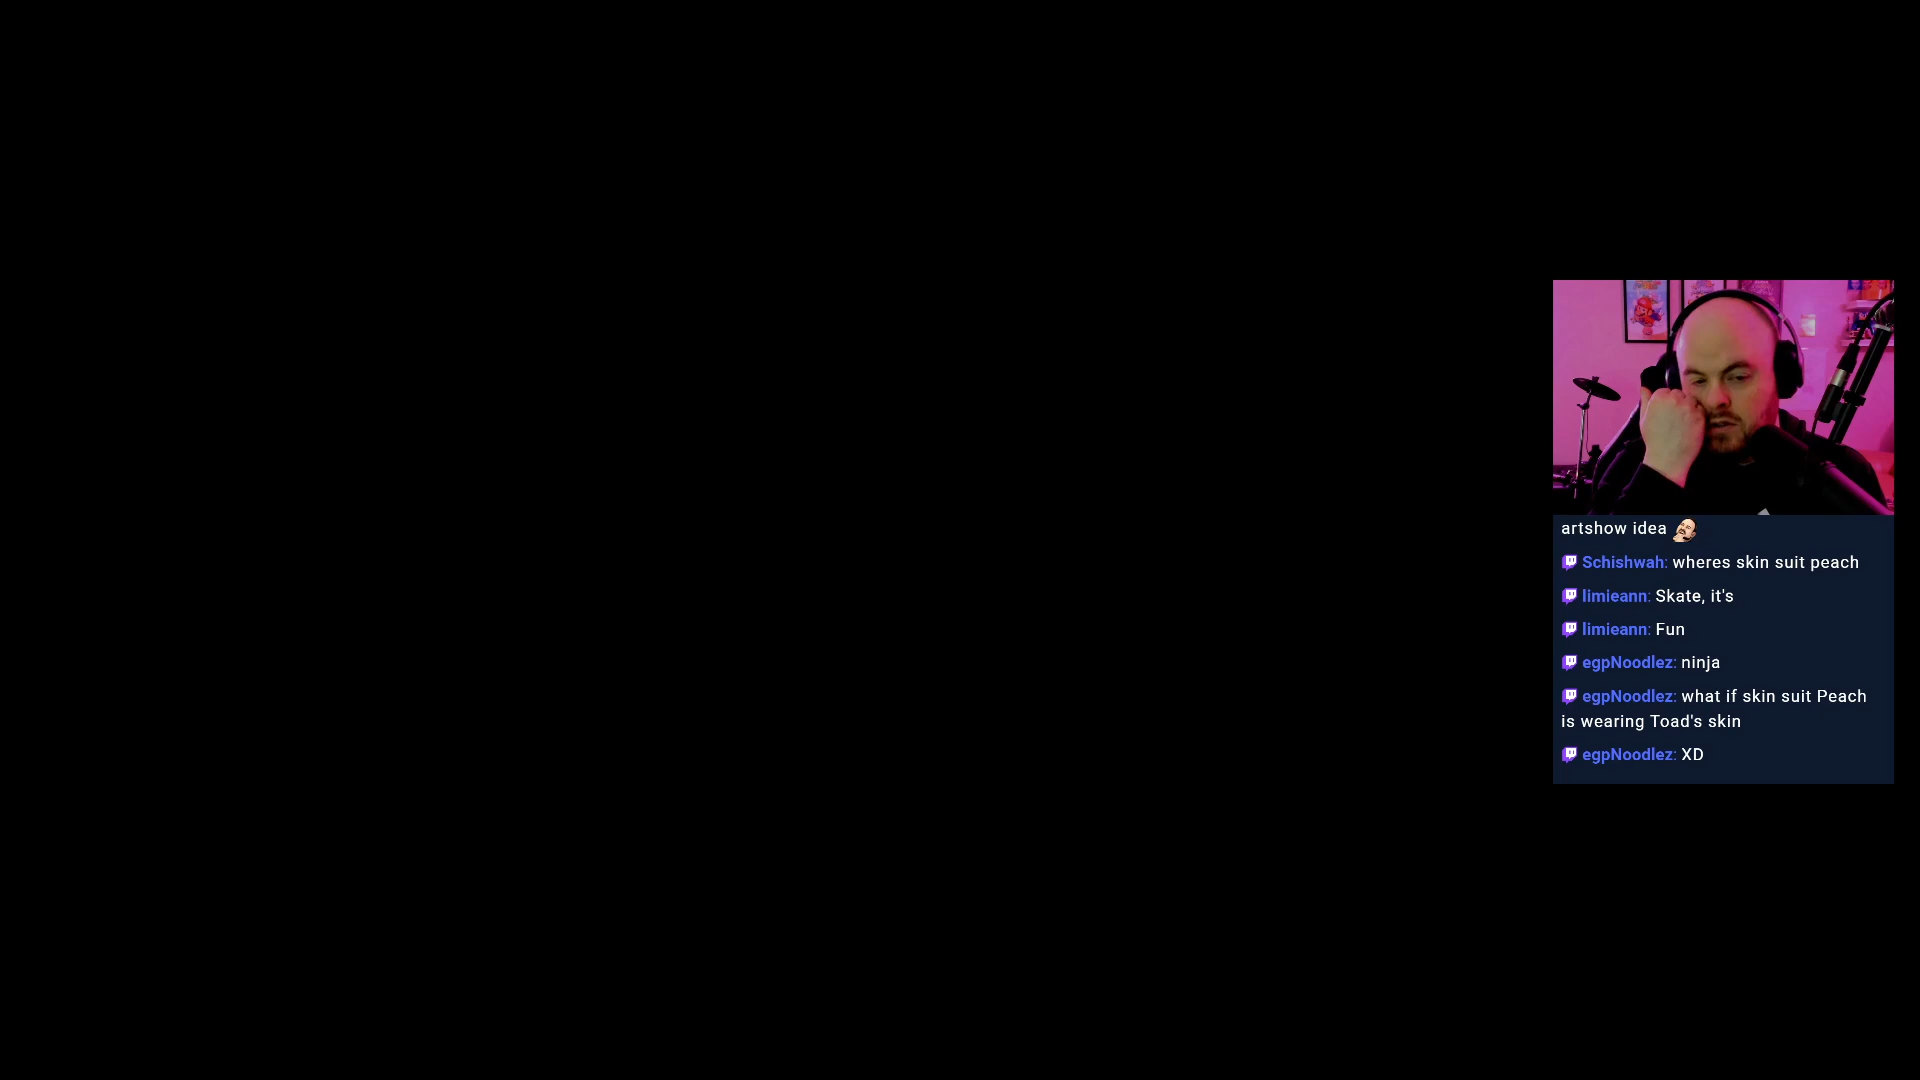 artshow idea
Schishwah: wheres skin suit peach
limieann: Skate, it's
limieann: Fun
egpNoodlez: ninja
egpNoodlez: what if skin suit Peach
is wearing Toad's skin
egpNoodlez: XD